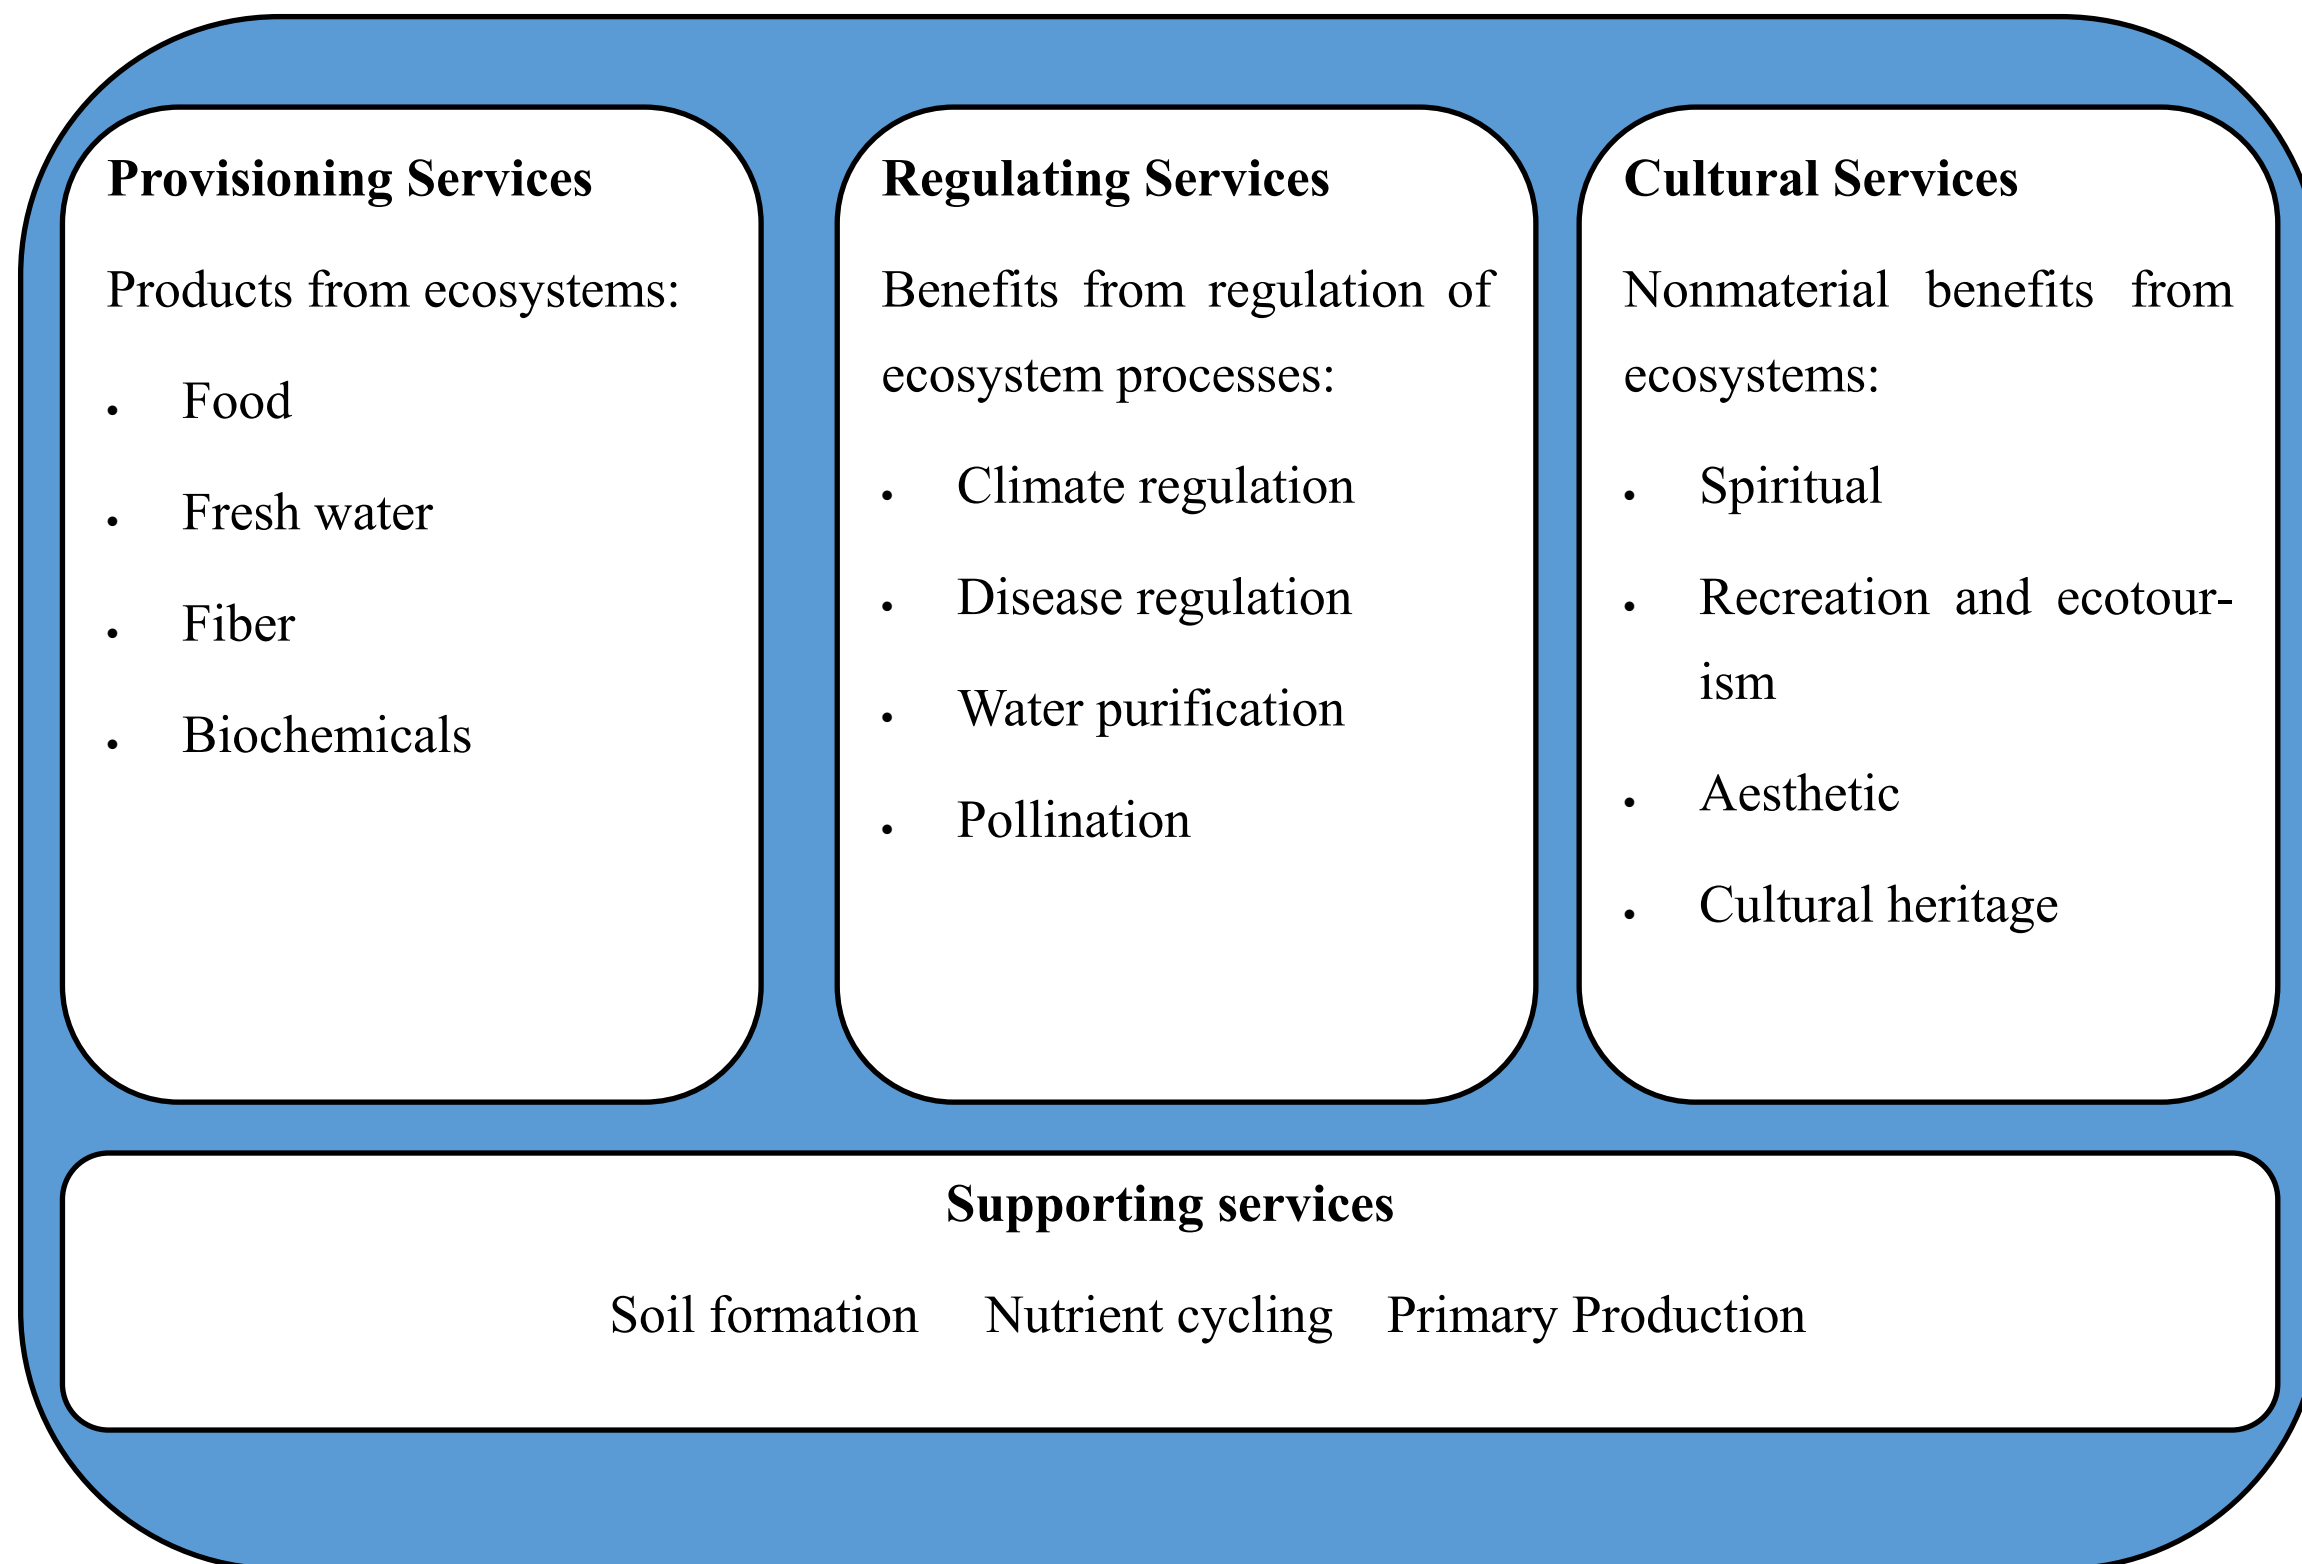 Provisioning Services
Products from ecosystems:
• Food
• Fresh water
• Fiber
• Biochemicals
Regulating Services
Benefits from regulation of
ecosystem processes:
• Climate regulation
• Disease regulation
• Water purification
• Pollination
Cultural Services
Nonmaterial benefits from
ecosystems:
• Spiritual
• Recreation and ecotour-
ism
• Aesthetic
• Cultural heritage
Supporting services
Soil formation Nutrient cycling Primary Production